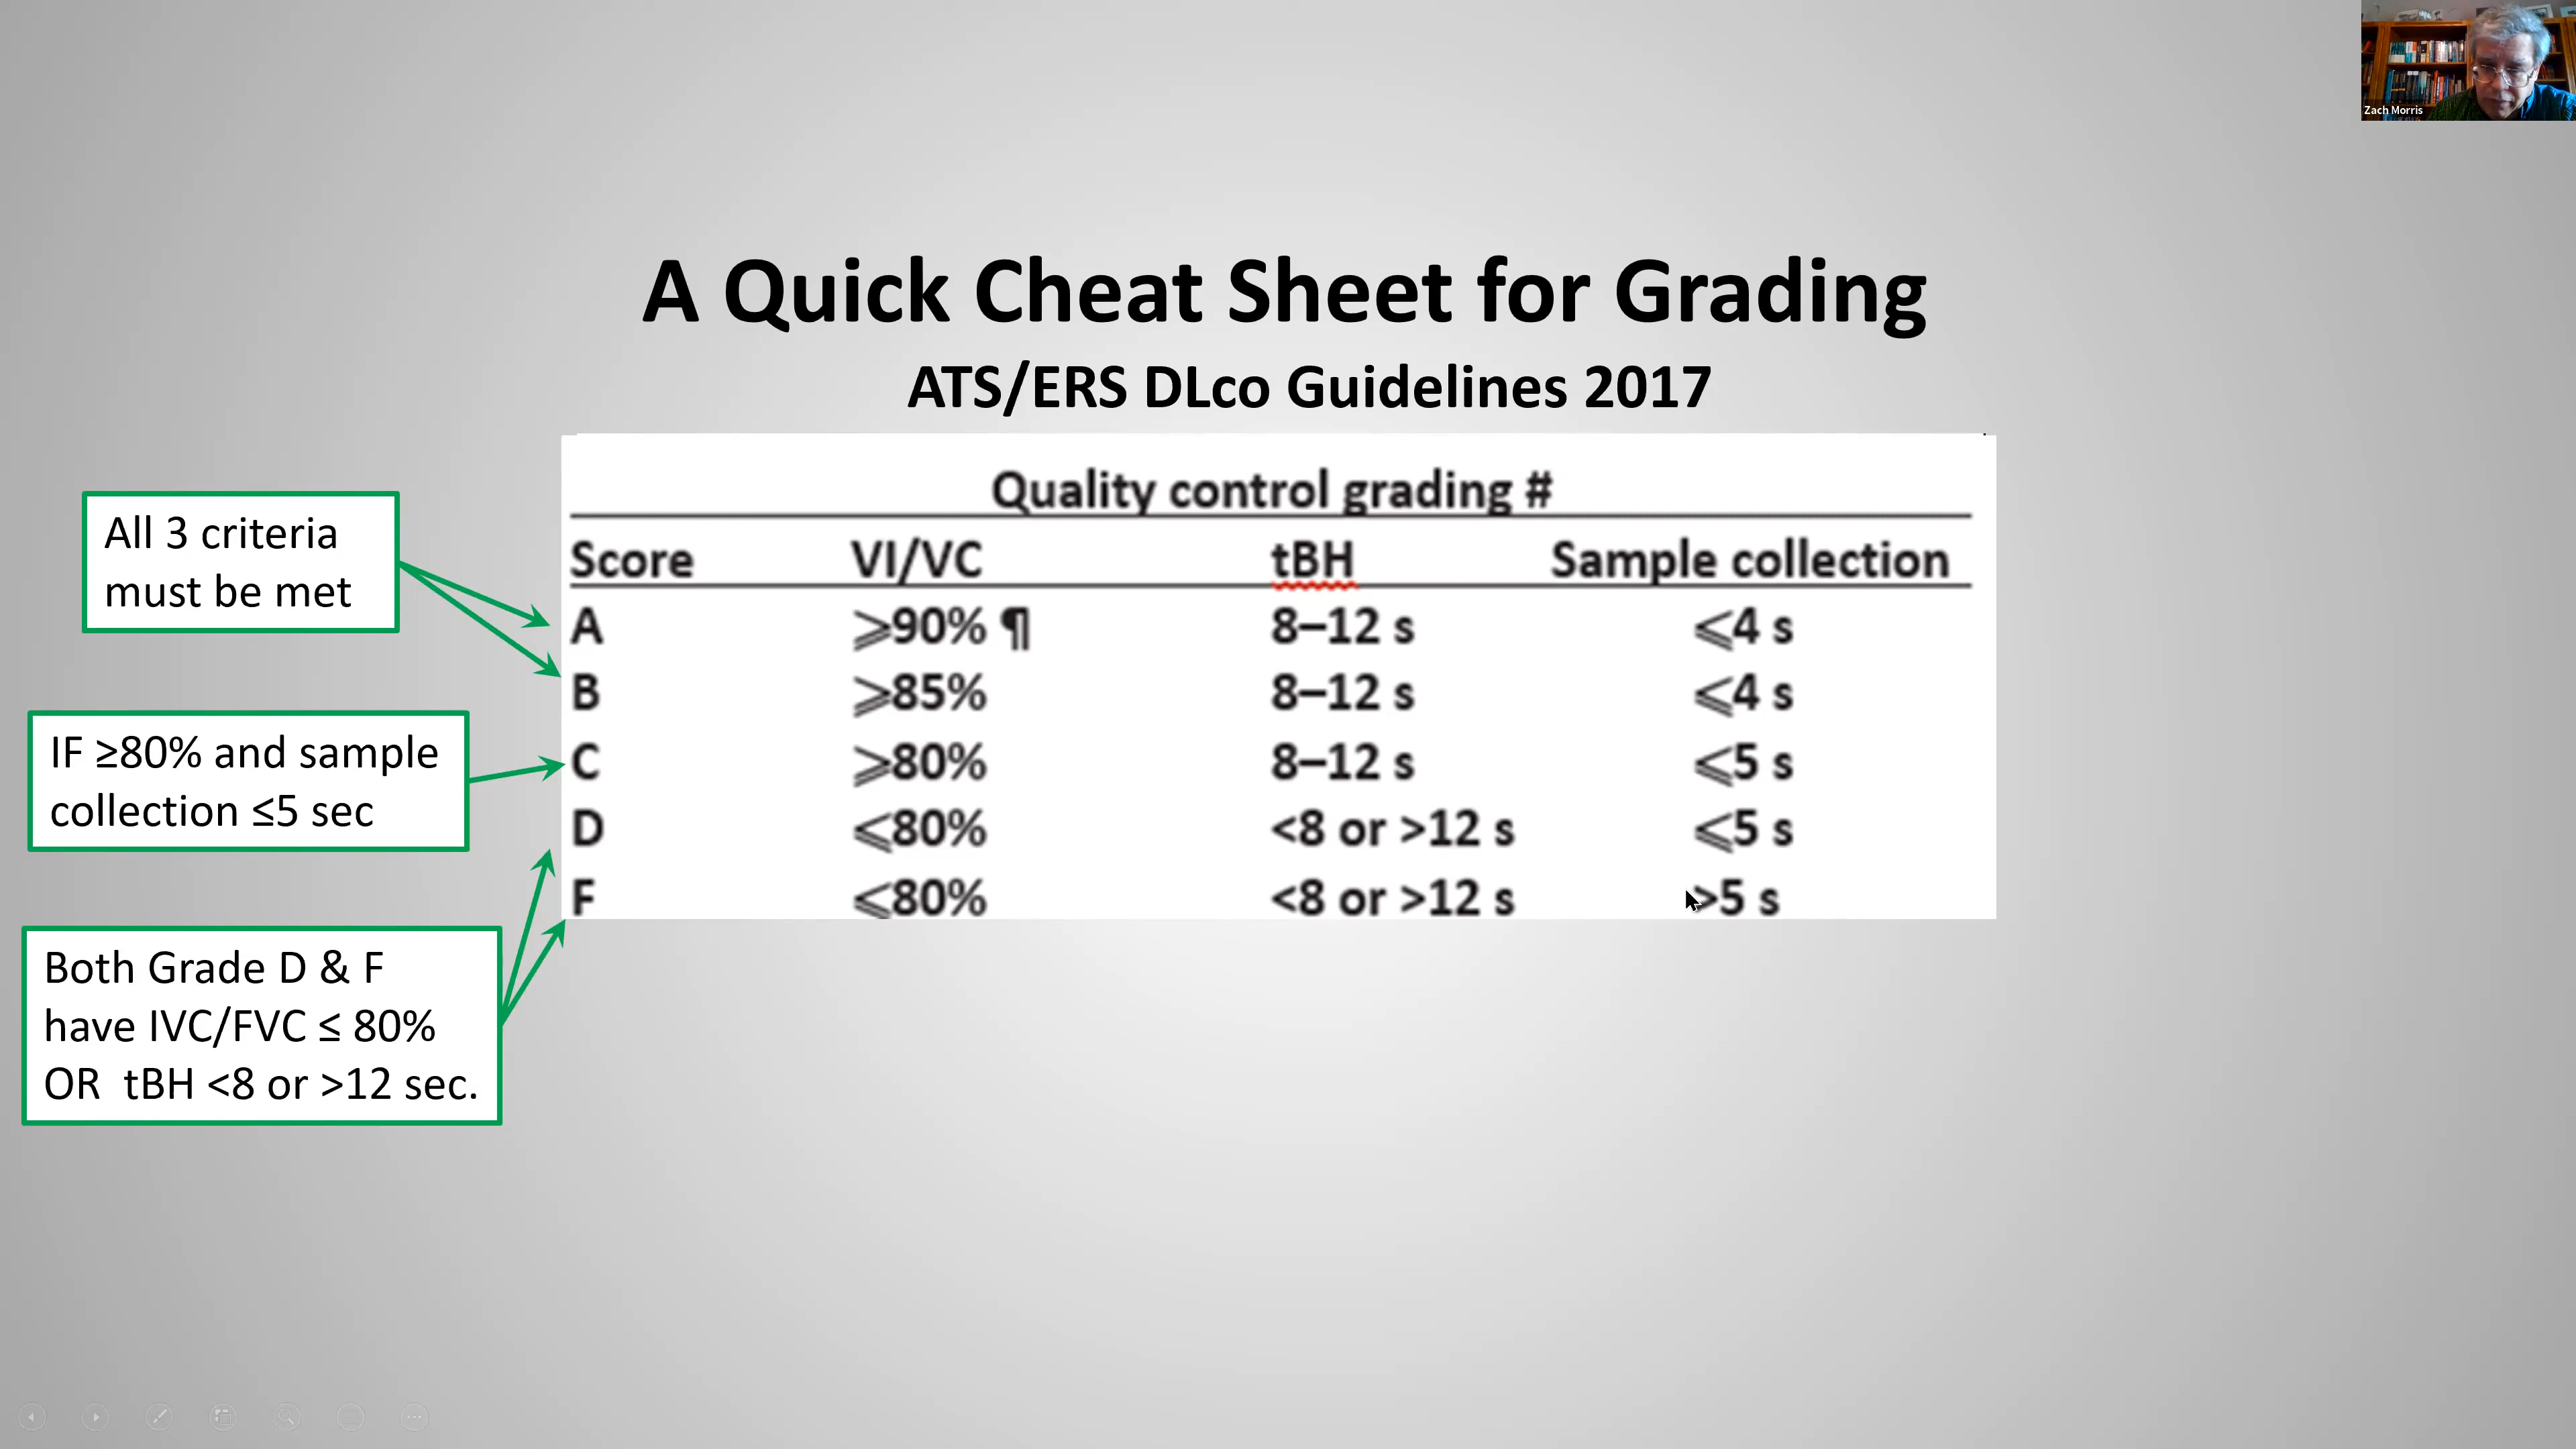 Zach Morris
A Quick Cheat Sheet for Grading
ATS/ERS DLco Guidelines 2017
Quality control grading #
Score VI/VC tBH Sample collection
A ⩾90% ¶ 8–12 s ⩽4 s
B ⩾85% 8–12 s ⩽4 s
C ⩾80% 8–12 s ⩽5 s
D ⩽80% <8 or >12 s ⩽5 s
F ⩽80% <8 or >12 s >5 s
All 3 criteria
must be met
IF ≥80% and sample
collection ≤5 sec
Both Grade D & F
have IVC/FVC ≤ 80%
OR tBH <8 or >12 sec.